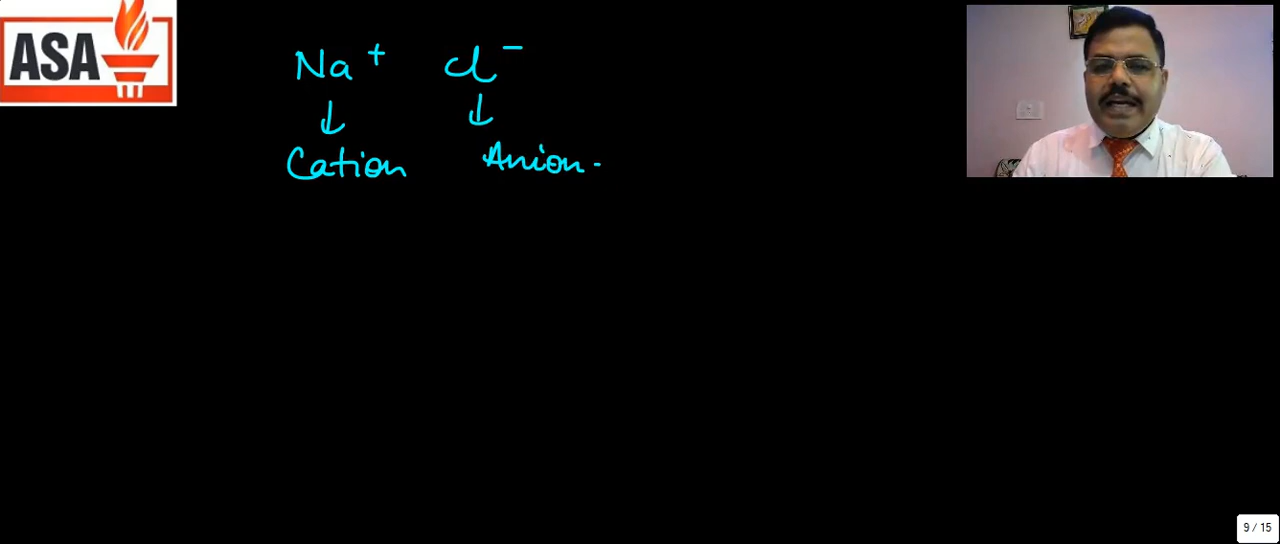 ASA
Na⁺ Cl⁻
↓ ↓
Cation Anion-
9 / 15